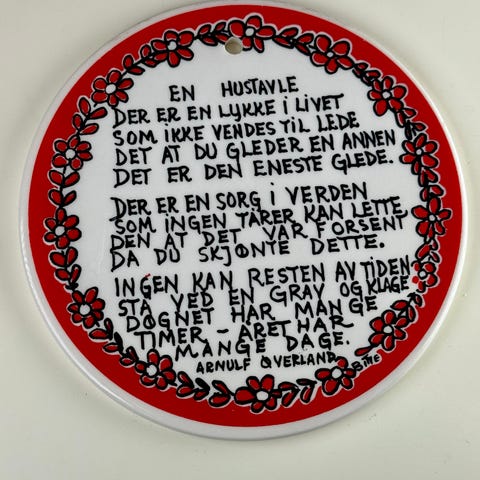 EN HUSTAVLE
DER ER EN LYKKE I LIVET
SOM IKKE VENDES TIL LEDE
DET AT DU GLEDER EN ANNEN
DET ER DEN ENESTE GLEDE.
DER ER EN SORG I VERDEN
SOM INGEN TÅRER KAN LETTE
DEN AT DET VAR FORSENT
DA DU SKJØNTE DETTE.
INGEN KAN RESTEN AV TIDEN
STÅ VED EN GRAV OG KLAGE
DØGNET HAR MANGE
TIMER - ÅRET HAR
MANGE DAGE.
ARNULF ØVERLAND